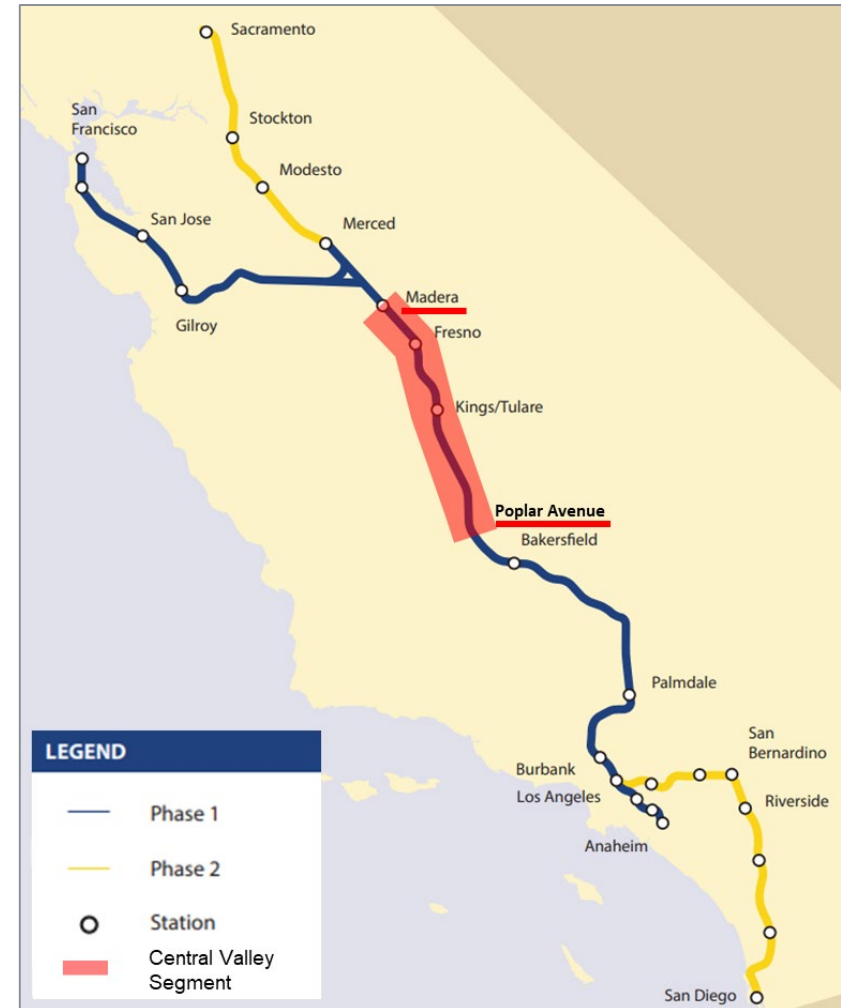 Sacramento
San
Francisco
Stockton
Modesto
San Jose
Merced
Gilroy
Madera
Fresno
Kings/Tulare
Poplar Avenue
Bakersfield
Palmdale
San
Bernardino
Burbank
Los Angeles
Riverside
Anaheim
San Diego
LEGEND
Phase 1
Phase 2
Station
Central Valley
Segment